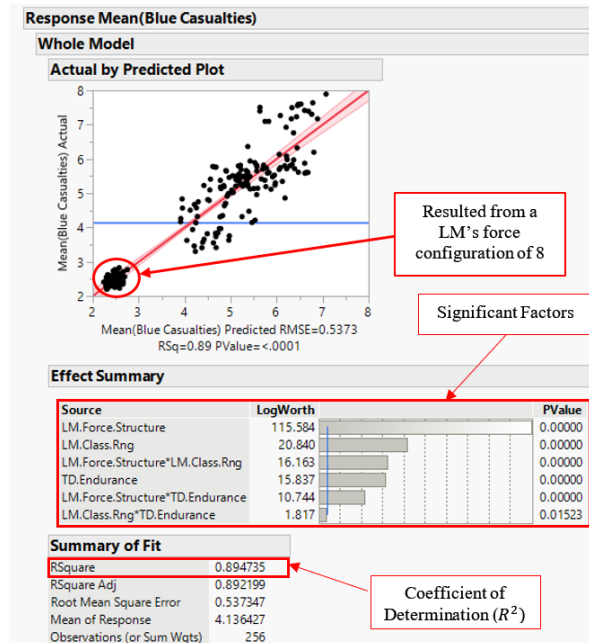 Response Mean(Blue Casualties)
Whole Model
Actual by Predicted Plot
Mean(Blue Casualties) Actual
8
7
6
5
4
3
2
2 3 4 5 6 7 8
Mean(Blue Casualties) Predicted RMSE=0.5373
RSq=0.89 PValue=<.0001
Resulted from a
LM's force
configuration of 8
Significant Factors
Effect Summary
Source LogWorth PValue
LM.Force.Structure 115.584 0.00000
LM.Class.Rng 20.840 0.00000
LM.Force.Structure*LM.Class.Rng 16.163 0.00000
TD.Endurance 15.837 0.00000
LM.Force.Structure*TD.Endurance 10.744 0.00000
LM.Class.Rng*TD.Endurance 1.817 0.01523
Summary of Fit
RSquare 0.894735
RSquare Adj 0.892199
Root Mean Square Error 0.537347
Mean of Response 4.136427
Observations (or Sum Wgts) 256
Coefficient of
Determination (R²)